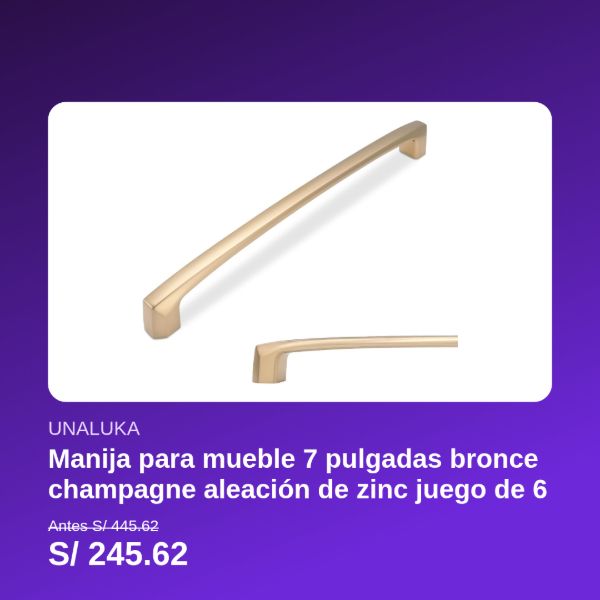 UNALUKA
Manija para mueble 7 pulgadas bronce
champagne aleación de zinc juego de 6
Antes S/ 445.62
S/ 245.62